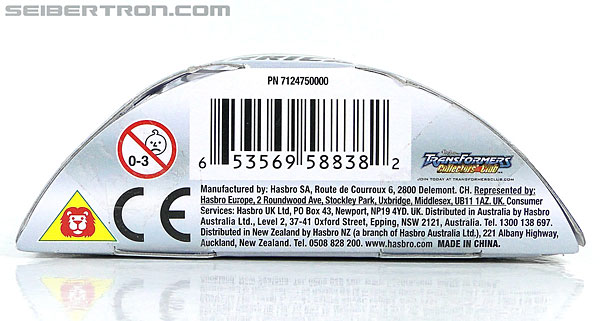 SEIBERTRON.COM
PN 7124750000
0-3
6 53569 58838 2
TRANSFORMERS
Collectors' Club
JOIN TODAY AT TRANSFORMERSCLUB.COM
CE
Manufactured by: Hasbro SA, Route de Courroux 6, 2800 Delemont. CH. Represented by:
Hasbro Europe, 2 Roundwood Ave, Stockley Park, Uxbridge, Middlesex, UB11 1AZ. UK. Consumer
Services: Hasbro UK Ltd, PO Box 43, Newport, NP19 4YD. UK. Distributed in Australia by Hasbro
Australia Ltd., Level 2, 37-41 Oxford Street, Epping, NSW 2121, Australia. Tel. 1300 138 697.
Distributed in New Zealand by Hasbro NZ (a branch of Hasbro Australia Ltd.), 221 Albany Highway,
Auckland, New Zealand. Tel. 0508 828 200. www.hasbro.com MADE IN CHINA.